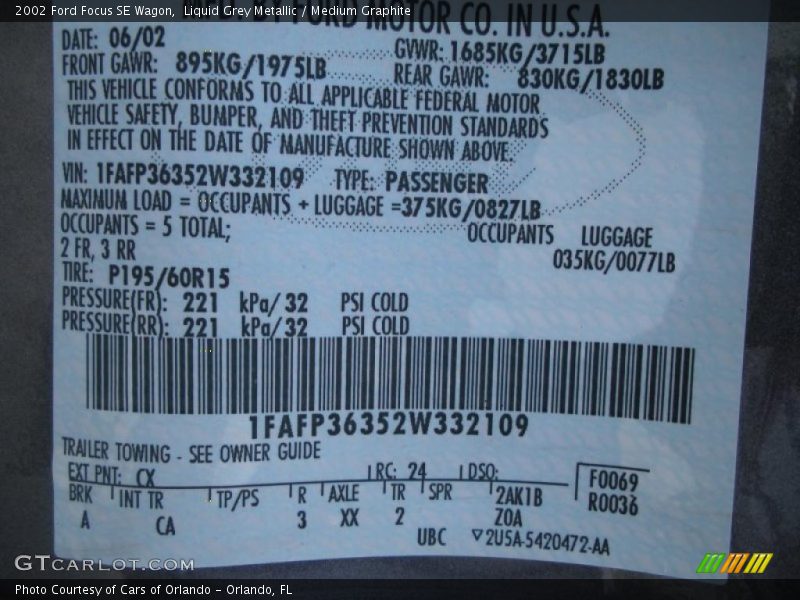 2002 Ford Focus SE Wagon, Liquid Grey Metallic / Medium Graphite
MFD. BY FORD MOTOR CO. IN U.S.A.
DATE: 06/02 GVWR: 1685KG/3715LB
FRONT GAWR: 895KG/1975LB REAR GAWR: 830KG/1830LB
THIS VEHICLE CONFORMS TO ALL APPLICABLE FEDERAL MOTOR
VEHICLE SAFETY, BUMPER, AND THEFT PREVENTION STANDARDS
IN EFFECT ON THE DATE OF MANUFACTURE SHOWN ABOVE.
VIN: 1FAFP36352W332109 TYPE: PASSENGER
MAXIMUM LOAD = OCCUPANTS + LUGGAGE =375KG/0827LB
OCCUPANTS = 5 TOTAL; OCCUPANTS LUGGAGE
2 FR, 3 RR 035KG/0077LB
TIRE: P195/60R15
PRESSURE(FR): 221 kPa/ 32 PSI COLD
PRESSURE(RR): 221 kPa/ 32 PSI COLD
1FAFP36352W332109
TRAILER TOWING - SEE OWNER GUIDE
EXT PNT: CX RC: 24 DSO: F0069
BRK INT TR TP/PS R AXLE TR SPR 2AK1B R0036
A CA 3 XX 2 Z0A
UBC ▽2U5A-5420472-AA
GTCARLOT.COM
Photo Courtesy of Cars of Orlando - Orlando, FL